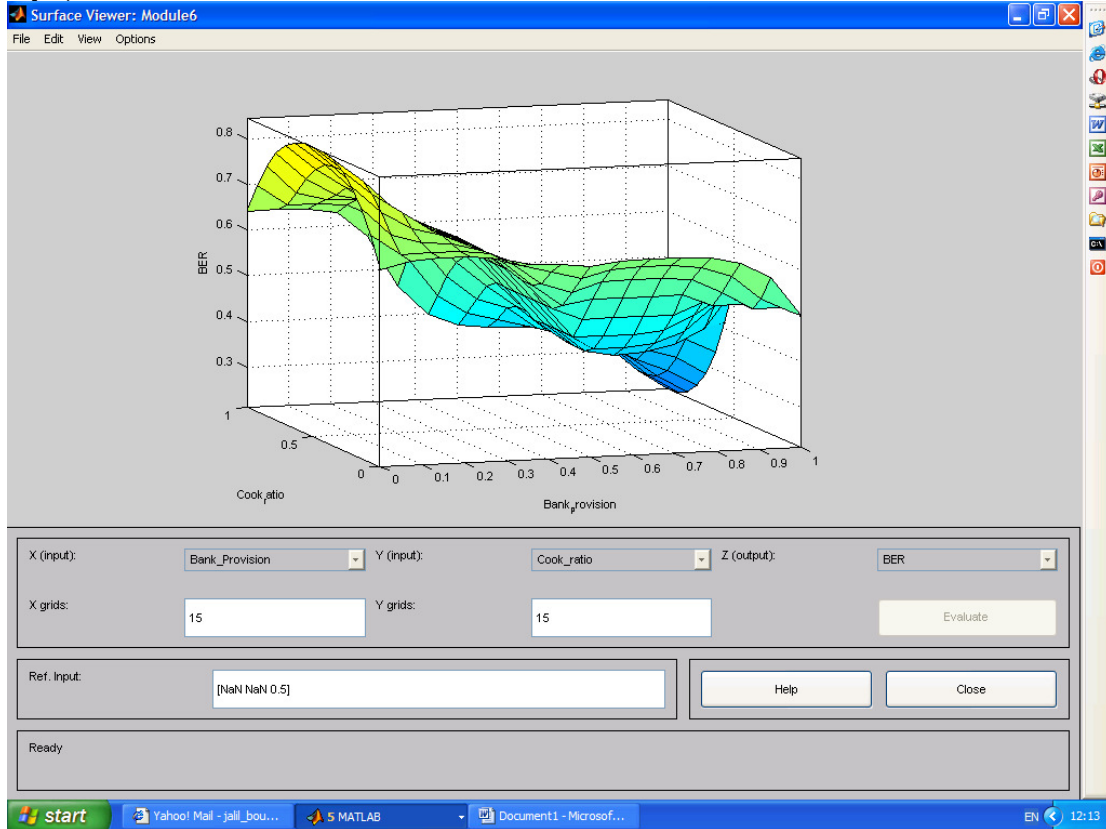 Surface Viewer: Module6
File Edit View Options
0.8
0.7
0.6
0.5
0.4
0.3
BER
1
0.5
0
Cook_ratio
0 0.1 0.2 0.3 0.4 0.5 0.6 0.7 0.8 0.9 1
Bank_provision
X (input): Bank_Provision Y (input): Cook_ratio Z (output): BER
X grids: 15 Y grids: 15 Evaluate
Ref. Input: [NaN NaN 0.5] Help Close
Ready
start Yahoo! Mail - jalil_bou... 5 MATLAB Document1 - Microsof... EN 12:13